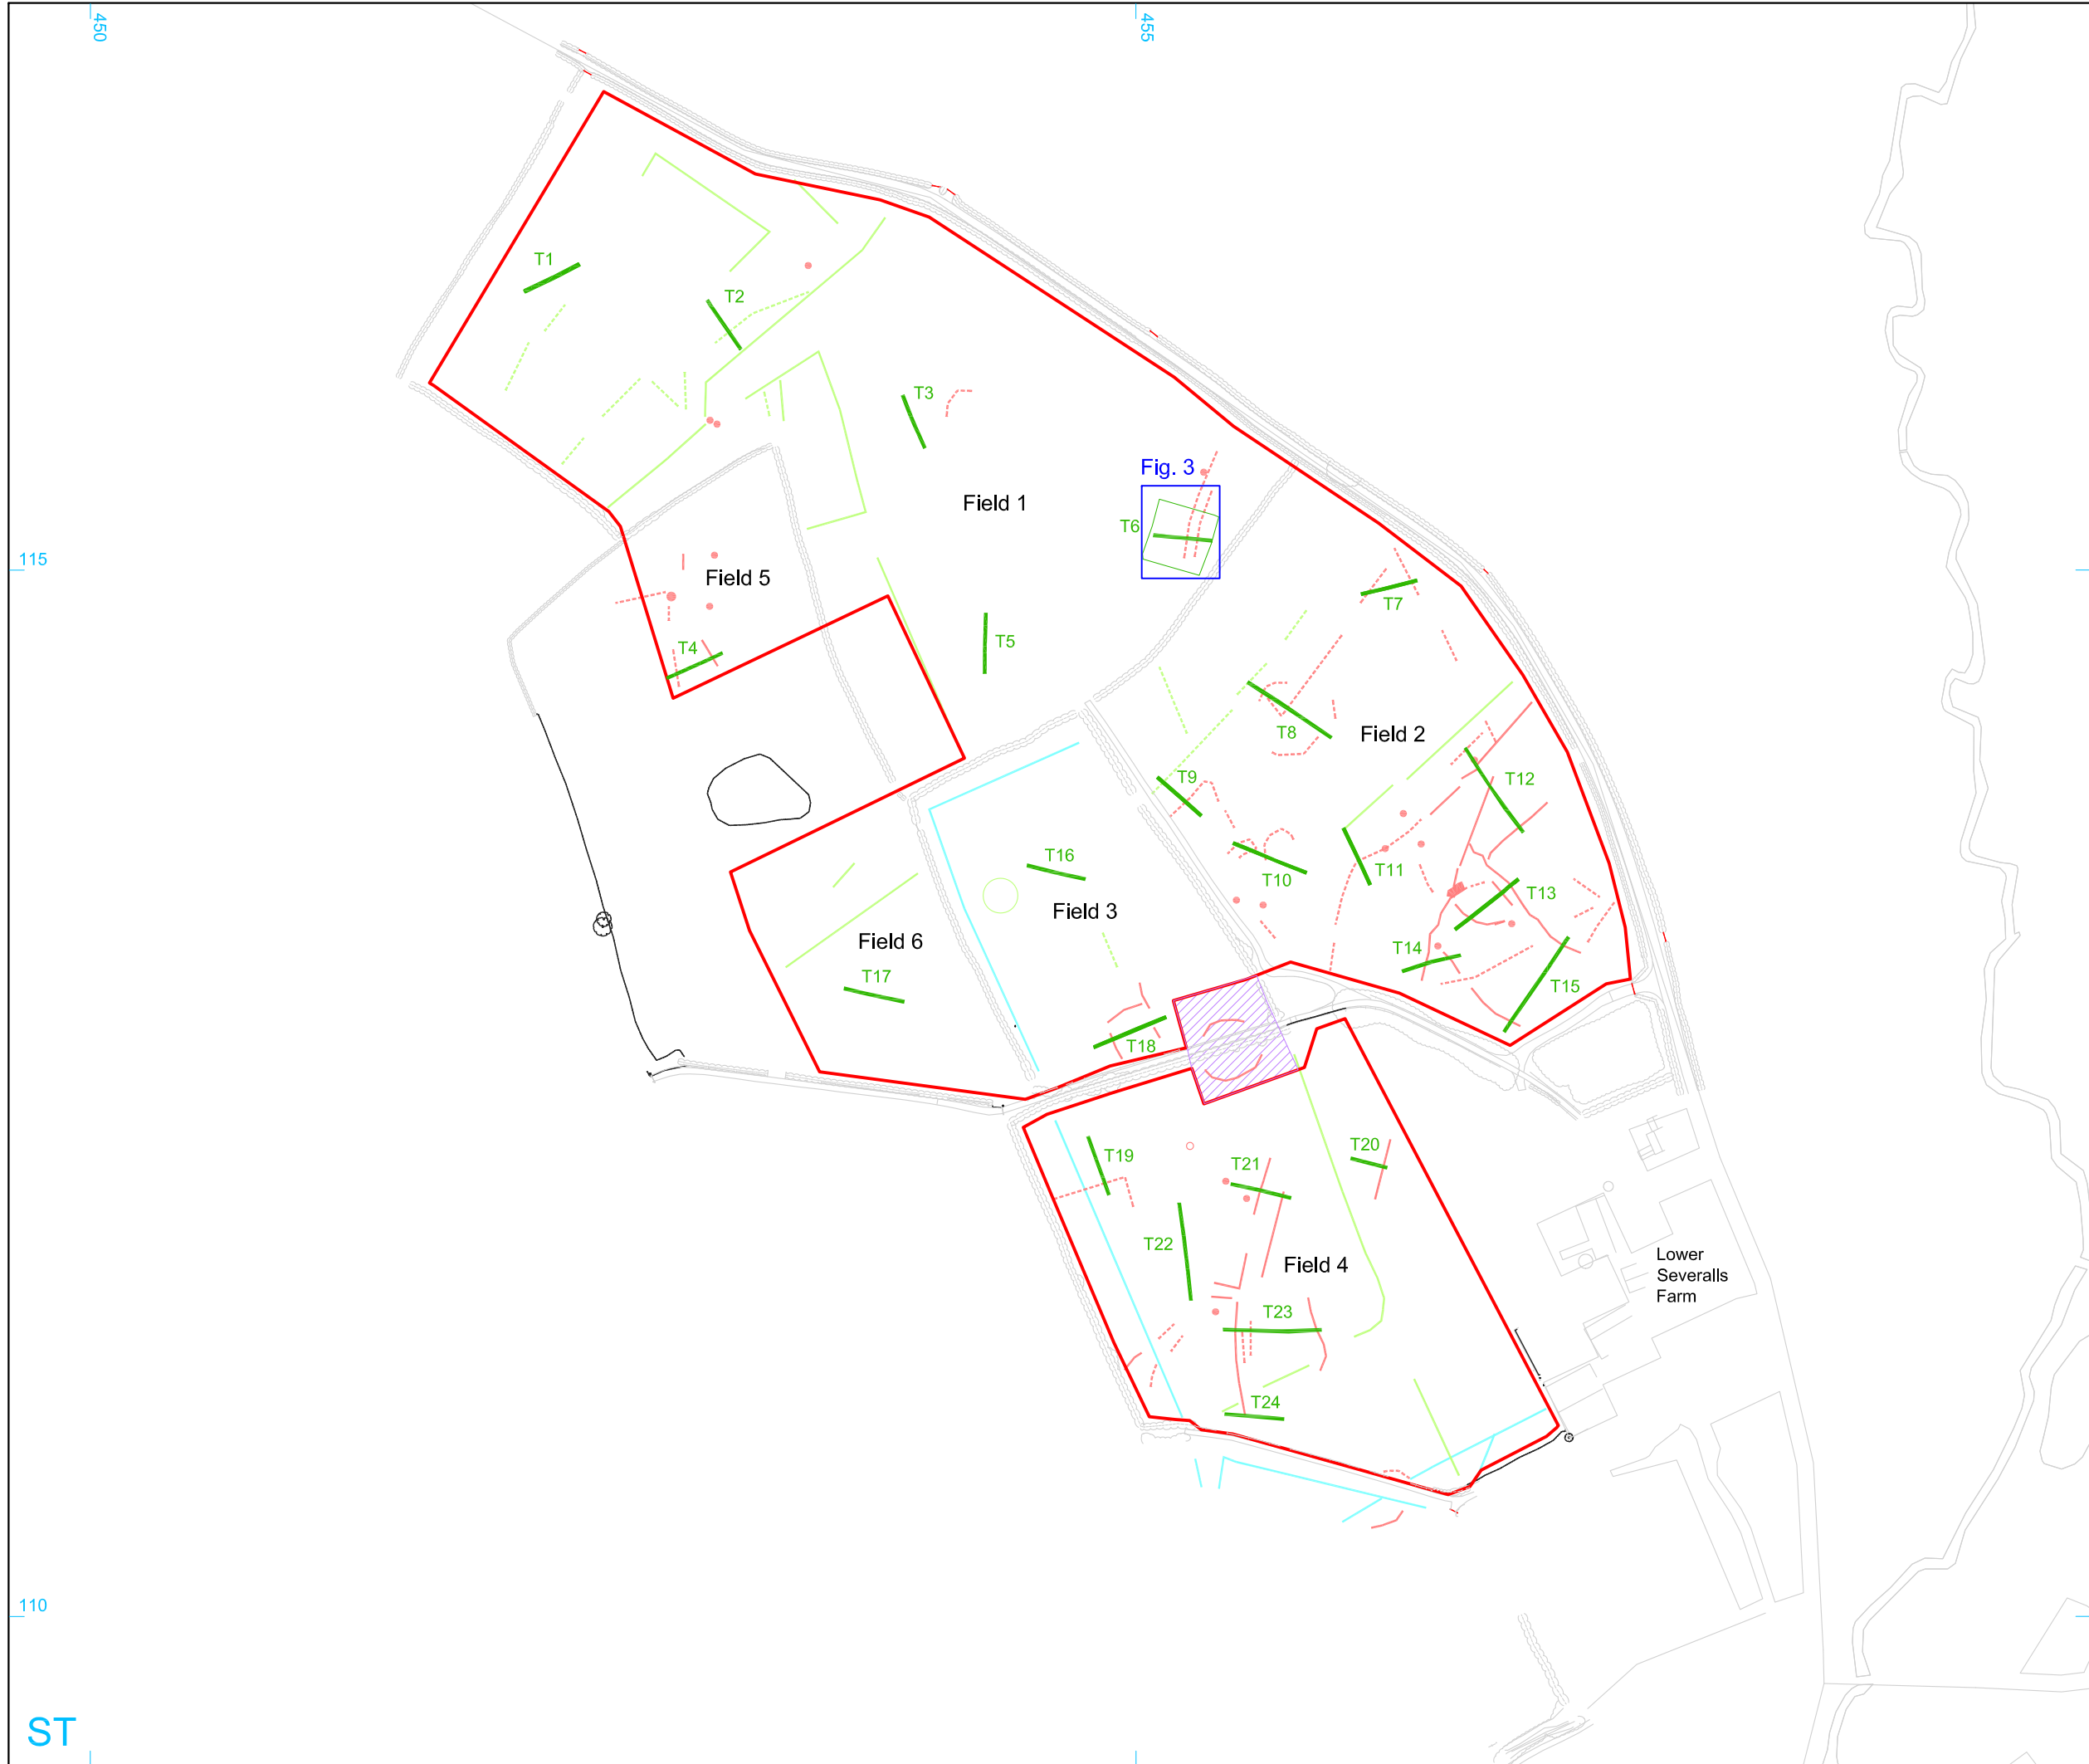 450
455
T1
T2
T3
Fig. 3
Field 1
T6
115
Field 5
T7
T4
T5
T8
Field 2
T9
T12
T16
T10
T11
T13
Field 3
Field 6
T14
T17
T15
T18
T19
T20
T21
T22
Field 4
Lower
Severalls
Farm
T23
T24
110
ST